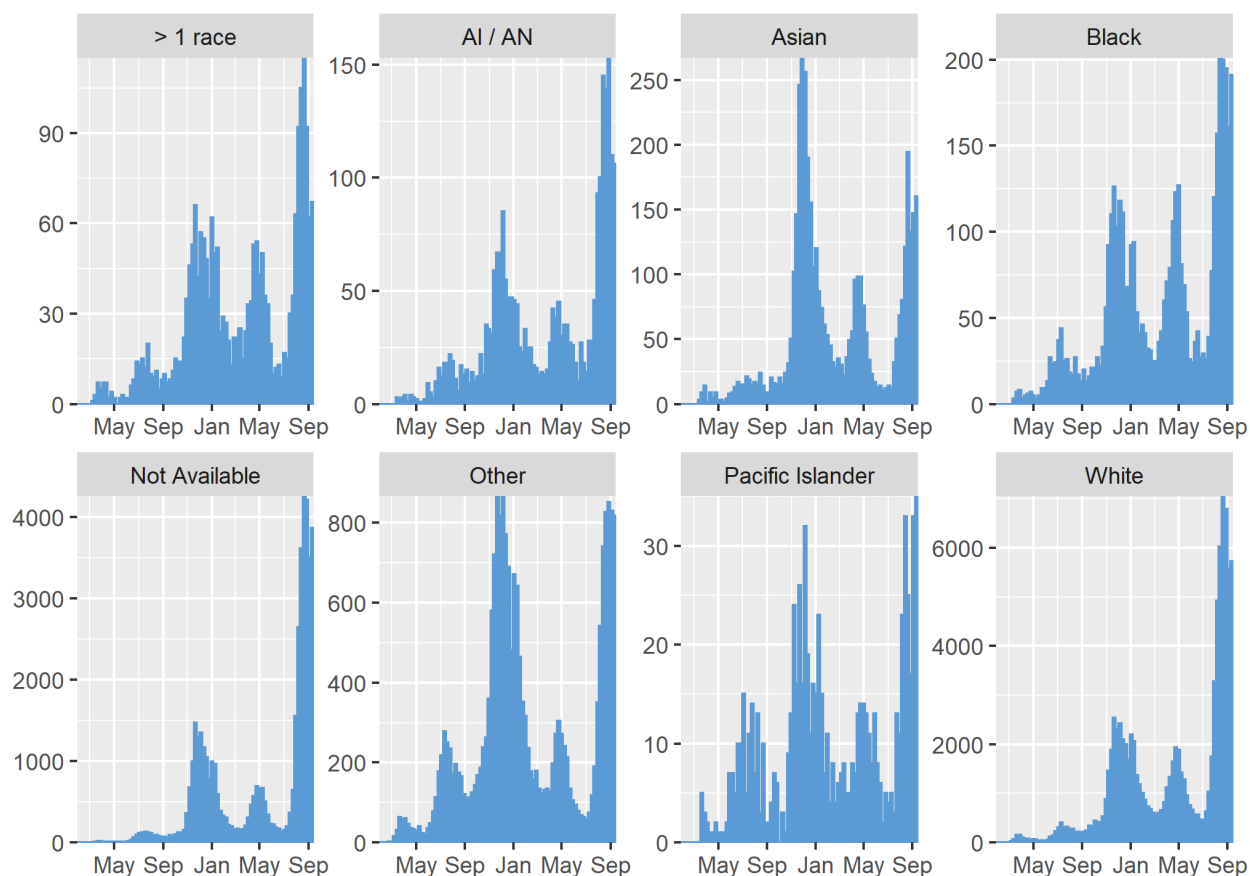 > 1 race
AI / AN
Asian
Black
90
60
30
0
150
100
50
0
250
200
150
100
50
0
200
150
100
50
0
May Sep Jan May Sep
May Sep Jan May Sep
May Sep Jan May Sep
May Sep Jan May Sep
Not Available
Other
Pacific Islander
White
4000
3000
2000
1000
0
800
600
400
200
0
30
20
10
0
6000
4000
2000
0
May Sep Jan May Sep
May Sep Jan May Sep
May Sep Jan May Sep
May Sep Jan May Sep